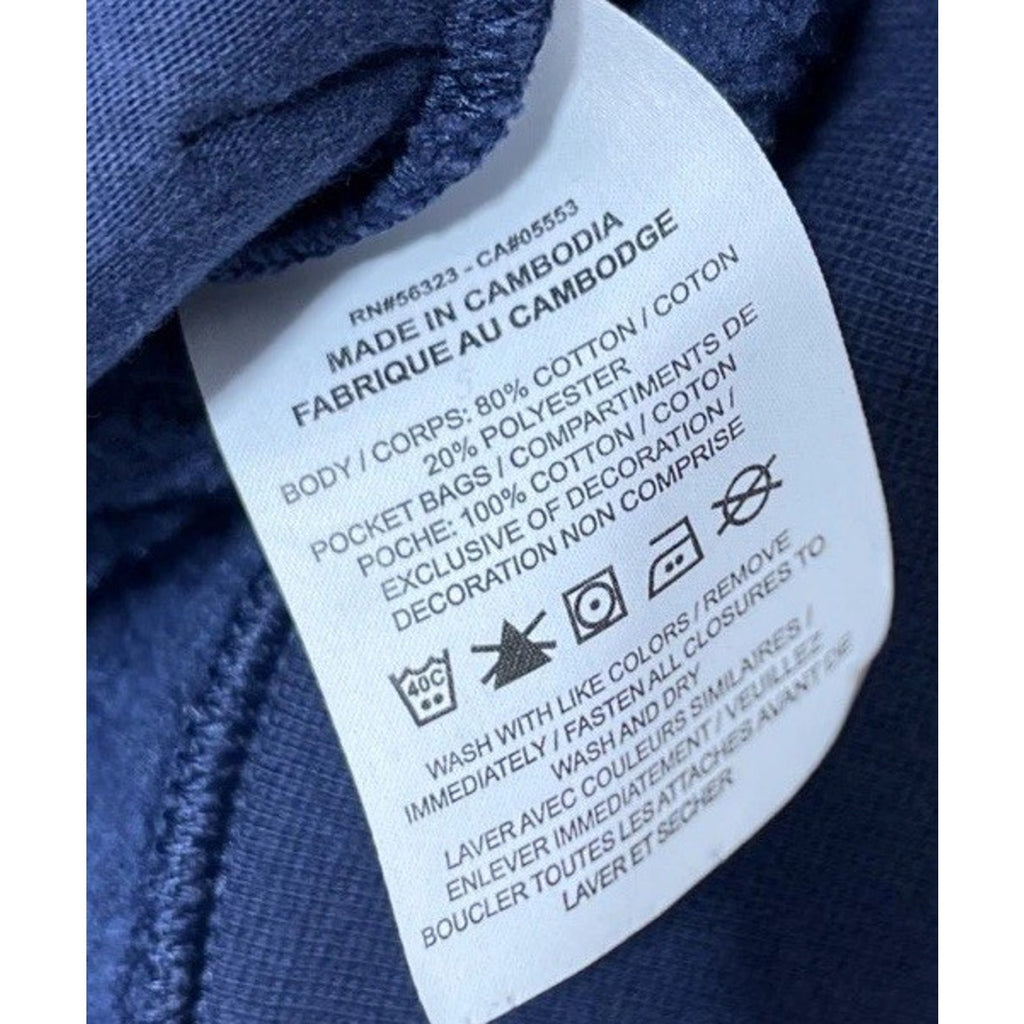 RN#56323 - CA#05553
MADE IN CAMBODIA
FABRIQUE AU CAMBODGE
BODY / CORPS: 80% COTTON / COTON
20% POLYESTER
POCKET BAGS / COMPARTIMENTS DE
POCHE: 100% COTTON / COTON
EXCLUSIVE OF DECORATION /
DECORATION NON COMPRISE
40C
WASH WITH LIKE COLORS / REMOVE
IMMEDIATELY / FASTEN ALL CLOSURES TO
WASH AND DRY
LAVER AVEC COULEURS SIMILAIRES /
ENLEVER IMMEDIATEMENT / VEUILLEZ
BOUCLER TOUTES LES ATTACHES AVANT DE
LAVER ET SECHER